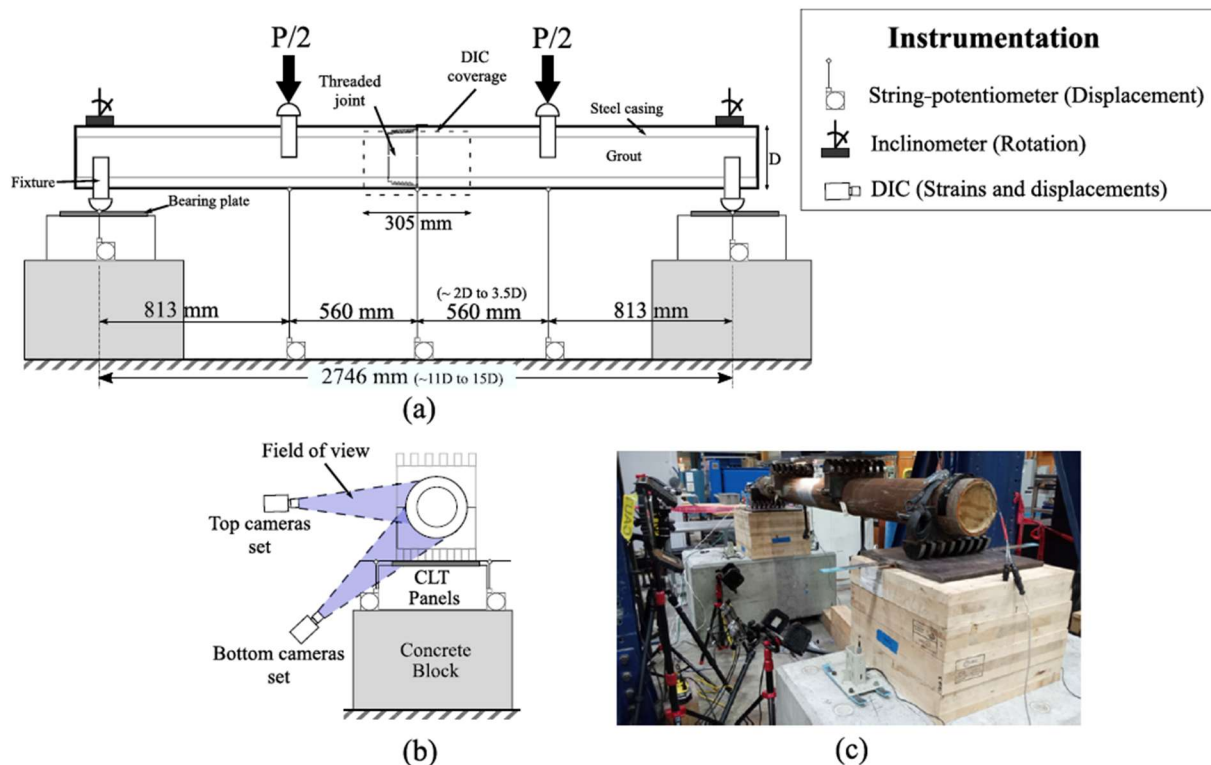 P/2
P/2
DIC
coverage
Threaded
joint
Steel casing
Grout
D
Fixture
Bearing plate
305 mm
(~ 2D to 3.5D)
813 mm
560 mm
560 mm
813 mm
2746 mm (~11D to 15D)
(a)
Instrumentation
String-potentiometer (Displacement)
Inclinometer (Rotation)
DIC (Strains and displacements)
Field of view
Top cameras
set
CLT
Panels
Bottom cameras
set
Concrete
Block
(b)
(c)